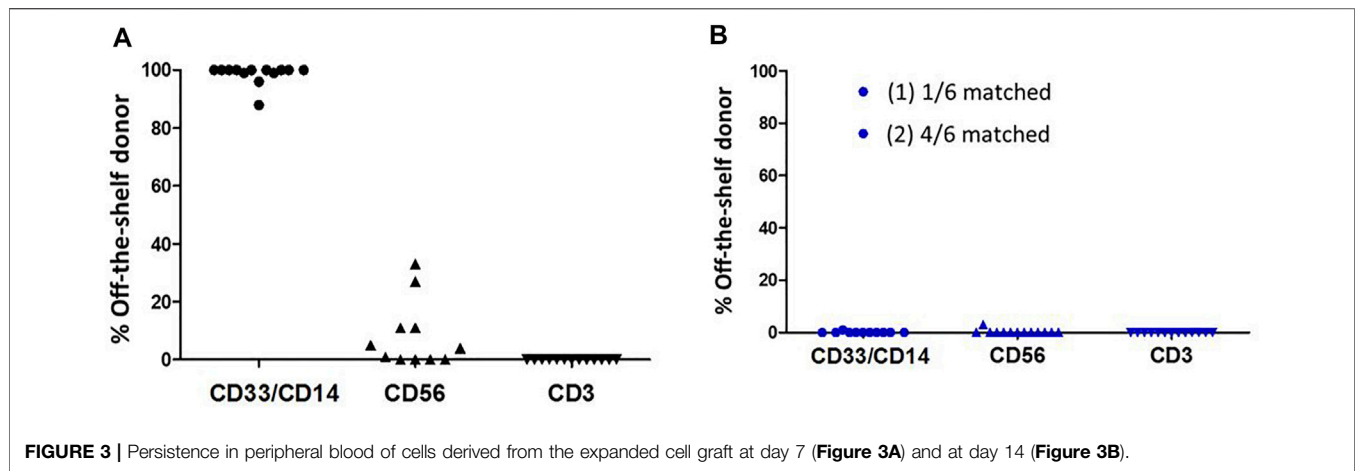 A
% Off-the-shelf donor
100
80
60
40
20
0
CD33/CD14
CD56
CD3
B
% Off-the-shelf donor
100
80
60
40
20
0
(1) 1/6 matched
(2) 4/6 matched
CD33/CD14
CD56
CD3
FIGURE 3 | Persistence in peripheral blood of cells derived from the expanded cell graft at day 7 (Figure 3A) and at day 14 (Figure 3B).